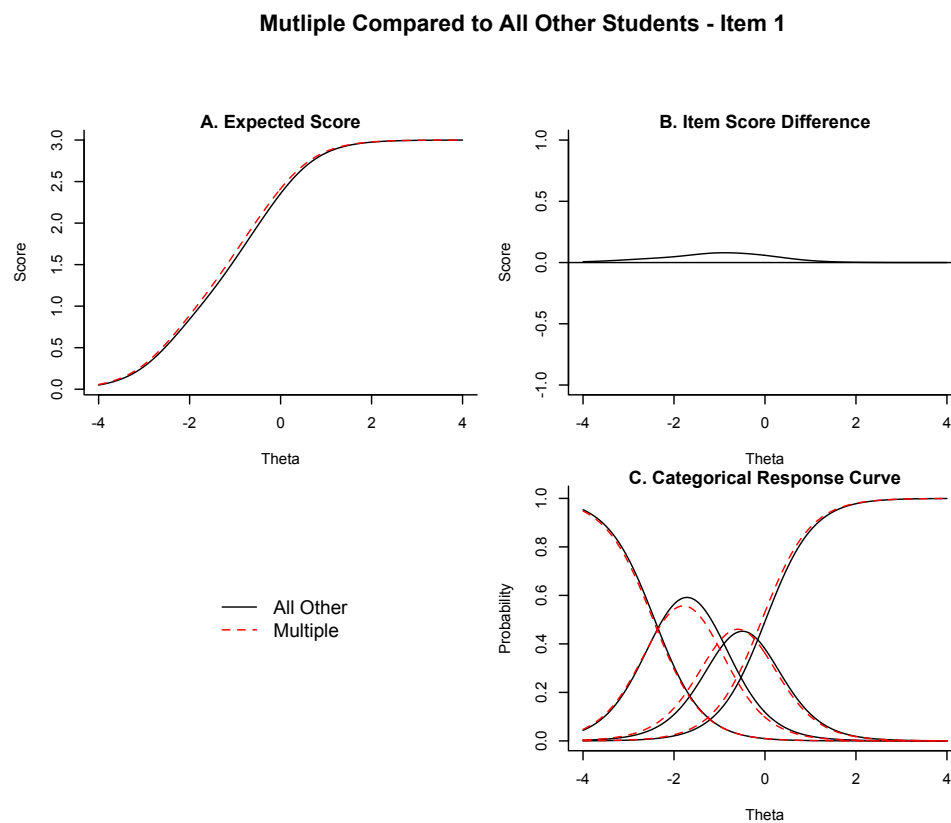 Mutliple Compared to All Other Students - Item 1
A. Expected Score
3.0
2.5
2.0
1.5
1.0
0.5
0.0
Score
-4 -2 0 2 4
Theta
B. Item Score Difference
1.0
0.5
0.0
-0.5
-1.0
Score
-4 -2 0 2 4
Theta
All Other
Multiple
C. Categorical Response Curve
1.0
0.8
0.6
0.4
0.2
0.0
Probability
-4 -2 0 2 4
Theta